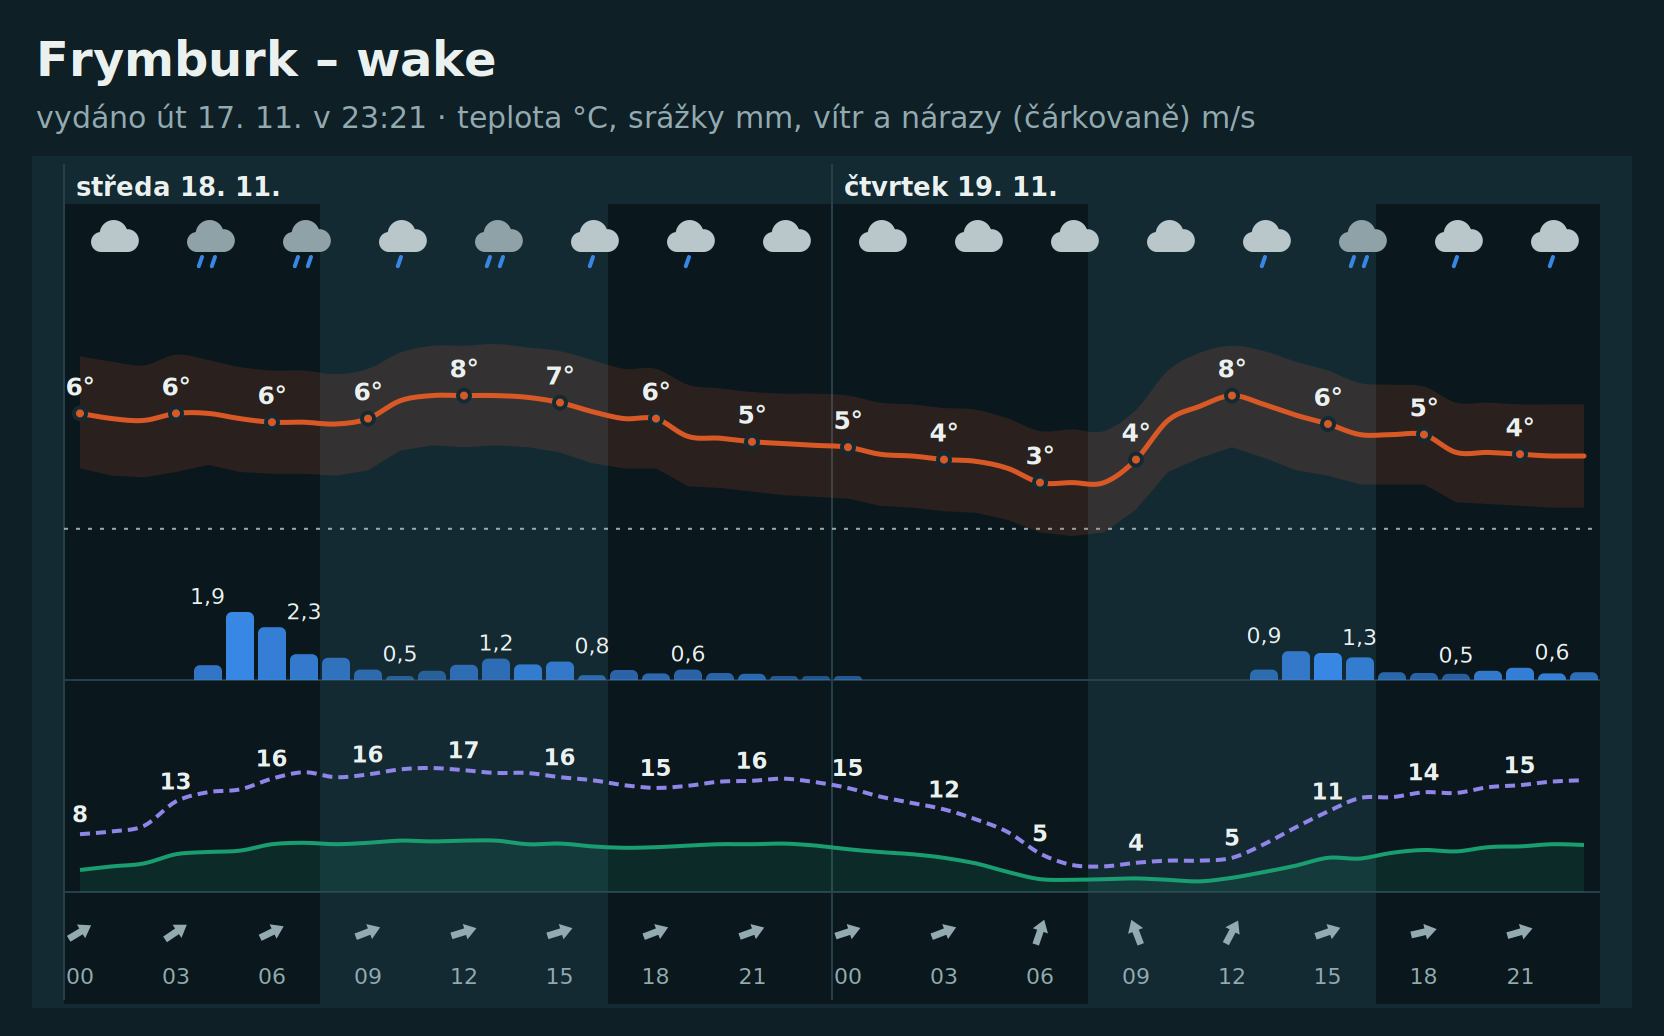 Frymburk – wake
vydáno út 17. 11. v 23:21 · teplota °C, srážky mm, vítr a nárazy (čárkovaně) m/s
středa 18. 11. čtvrtek 19. 11.
6° 6° 6° 6° 8° 7° 6° 5° 5° 4° 3° 4° 8° 6° 5° 4°
1,9 2,3 0,5 1,2 0,8 0,6 0,9 1,3 0,5 0,6
8 13 16 16 17 16 15 16 15 12 5 4 5 11 14 15
00 03 06 09 12 15 18 21 00 03 06 09 12 15 18 21